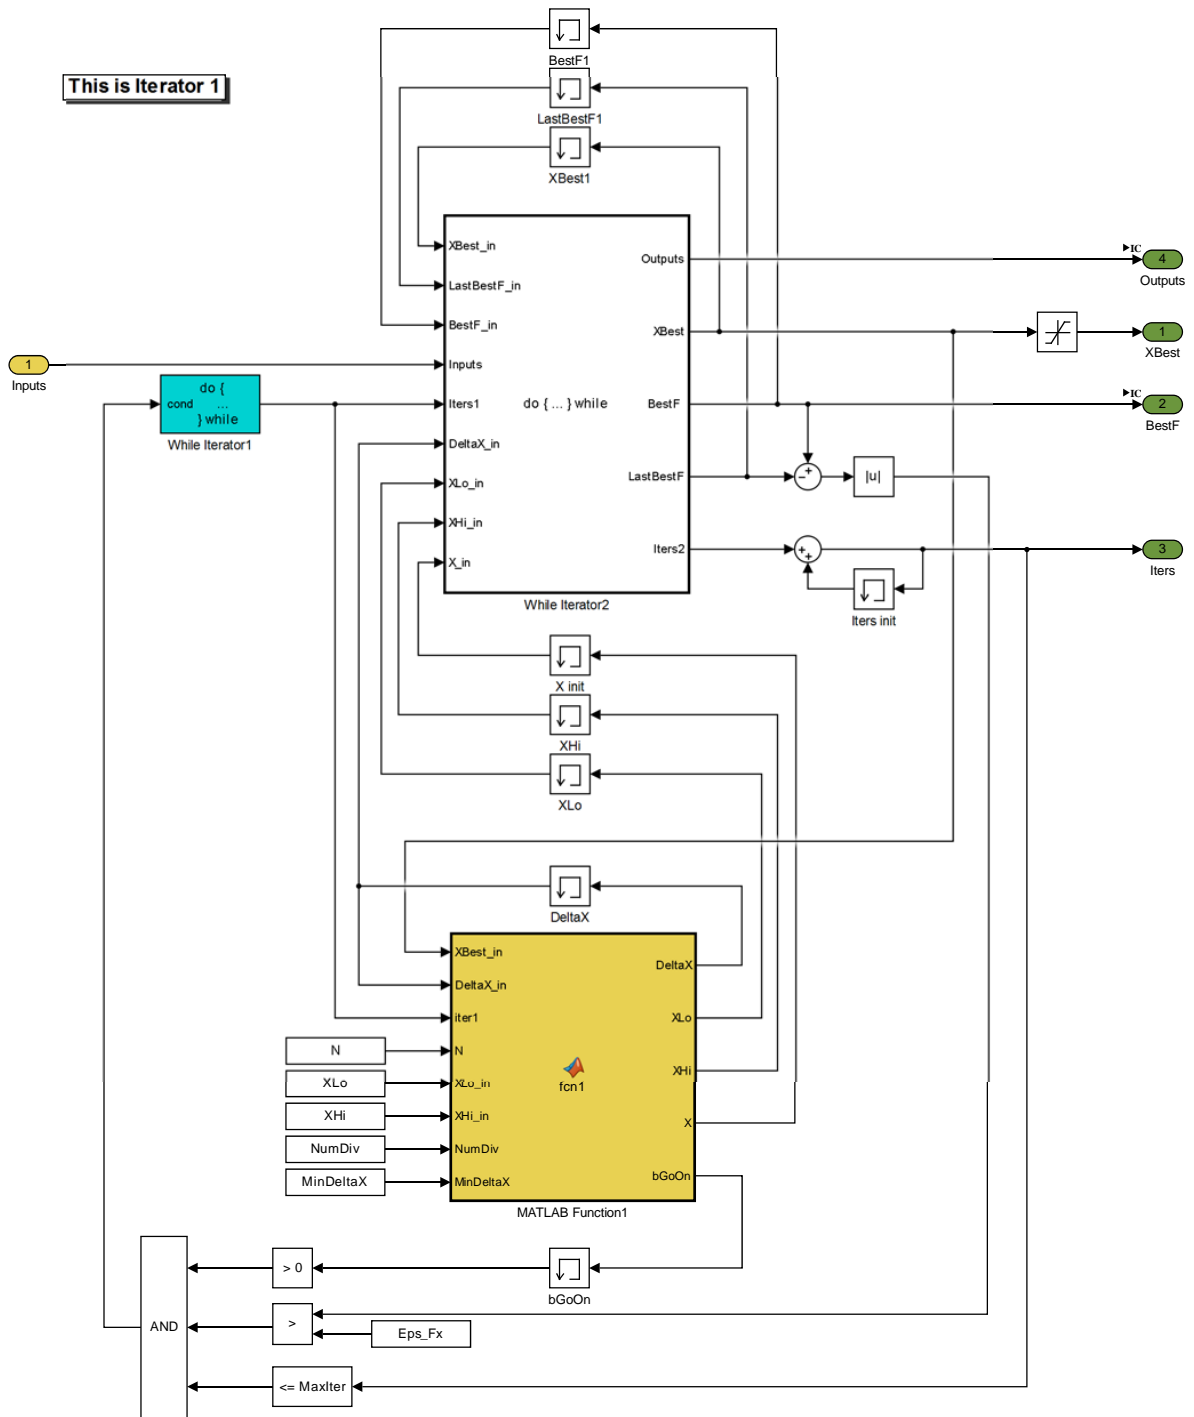 BestF1
This is Iterator 1
LastBestF1
XBest1
XBest_in
Outputs
IC
4
Outputs
LastBestF_in
BestF_in
XBest
1
XBest
1
Inputs
Inputs
do {
cond ...
} while
While Iterator1
Iters1
do { ... } while
BestF
IC
2
BestF
DeltaX_in
XLo_in
LastBestF
- +
|u|
XHi_in
X_in
Iters2
+ +
3
Iters
While Iterator2
Iters init
X init
XHi
XLo
DeltaX
XBest_in
DeltaX
DeltaX_in
iter1
XLo
N
N
XLo
XLo_in
XHi
fcn1
XHi
XHi_in
X
NumDiv
NumDiv
MinDeltaX
MinDeltaX
bGoOn
MATLAB Function1
> 0
bGoOn
AND
>
Eps_Fx
<= MaxIter